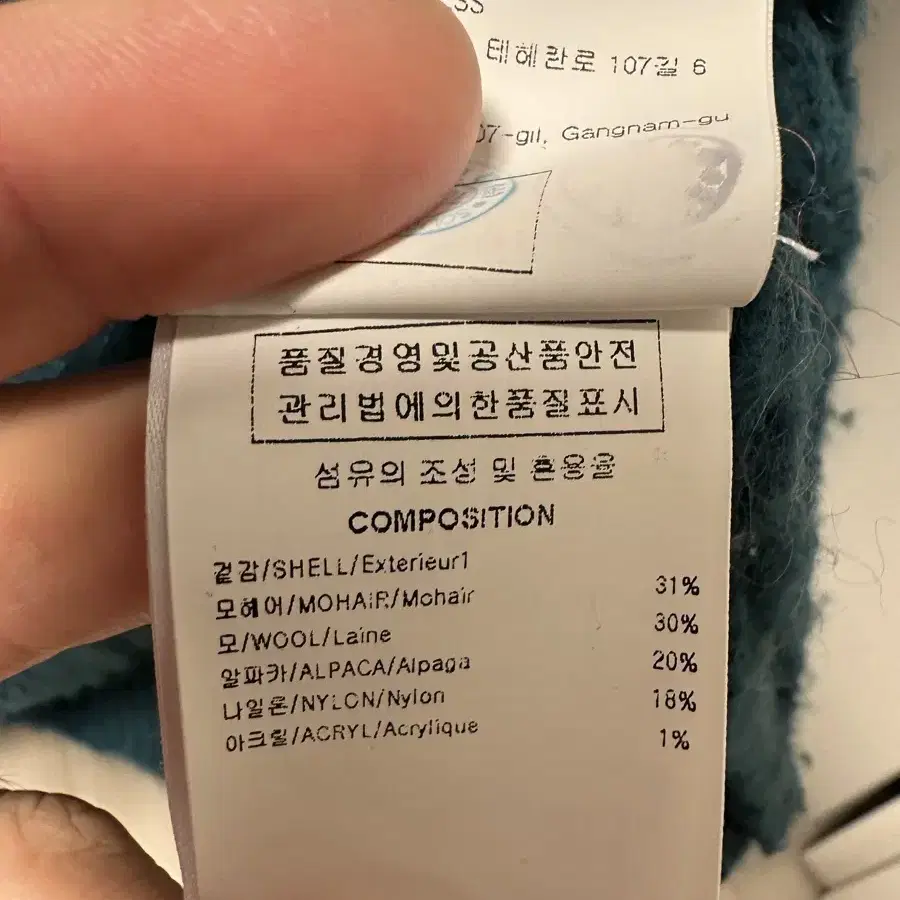 SS
테헤란로 107길 6
07-gil, Gangnam-gu
품질경영및공산품안전
관리법에의한품질표시
섬유의 조성 및 혼용율
COMPOSITION
겉감/SHELL/Exterieur1
모헤어/MOHAIR/Mohair 31%
모/WOOL/Laine 30%
알파카/ALPACA/Alpaga 20%
나일론/NYLON/Nylon 18%
아크릴/ACRYL/Acrylique 1%